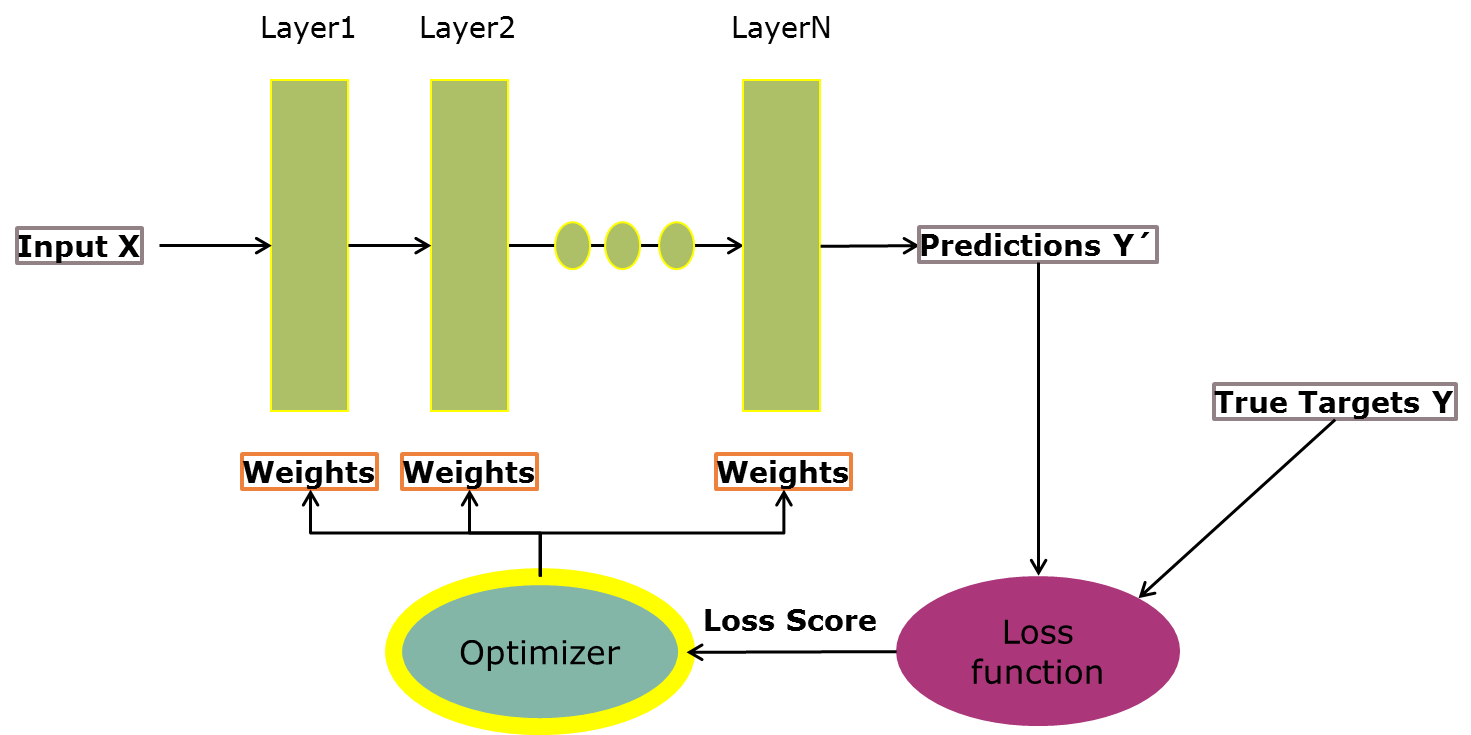 Layer1
Layer2
LayerN
Input X
Predictions Y´
True Targets Y
Weights
Weights
Weights
Loss Score
Optimizer
Loss
function